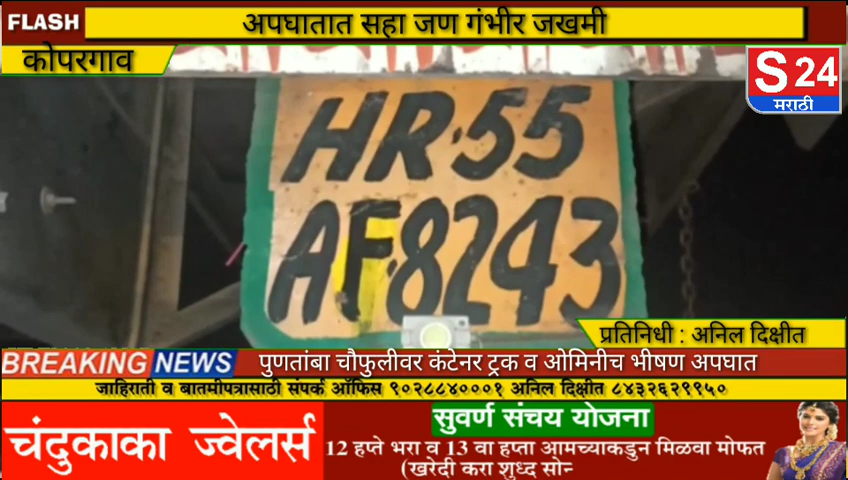 FLASH
अपघातात सहा जण गंभीर जखमी
कोपरगाव
S 24
मराठी
HR·55
AF·8243
प्रतिनिधी : अनिल दिक्षीत
BREAKING NEWS
पुणतांबा चौफुलीवर कंटेनर ट्रक व ओमिनीच भीषण अपघात
जाहिराती व बातमीपत्रासाठी संपर्क ऑफिस ९०२८८४०००१ अनिल दिक्षीत ८४३२६२११५०
सुवर्ण संचय योजना
चंदुकाका ज्वेलर्स
12 हप्ते भरा व 13 वा हप्ता आमच्याकडुन मिळवा मोफत
(खरेदी करा शुध्द सोन